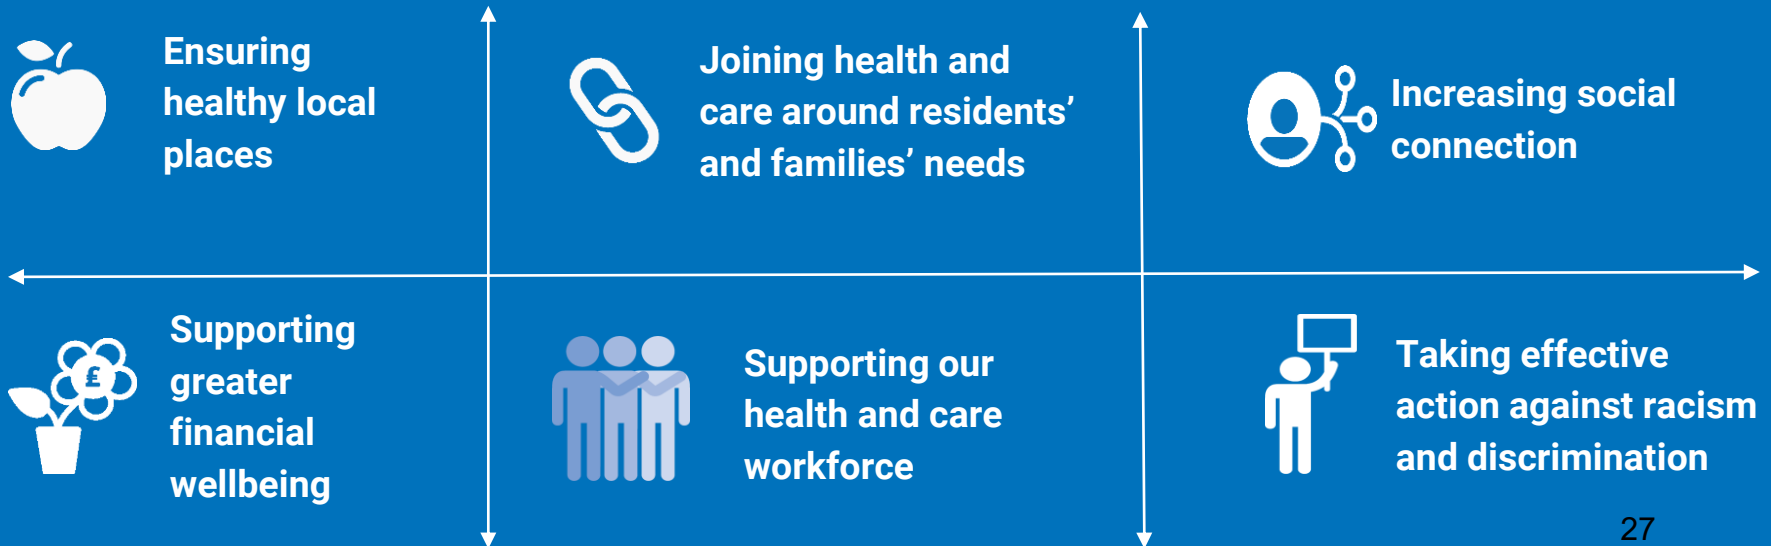 Ensuring
healthy local
places
Joining health and
care around residents’
and families’ needs
Increasing social
connection
Supporting
greater
financial
wellbeing
£
Supporting our
health and care
workforce
Taking effective
action against racism
and discrimination
27